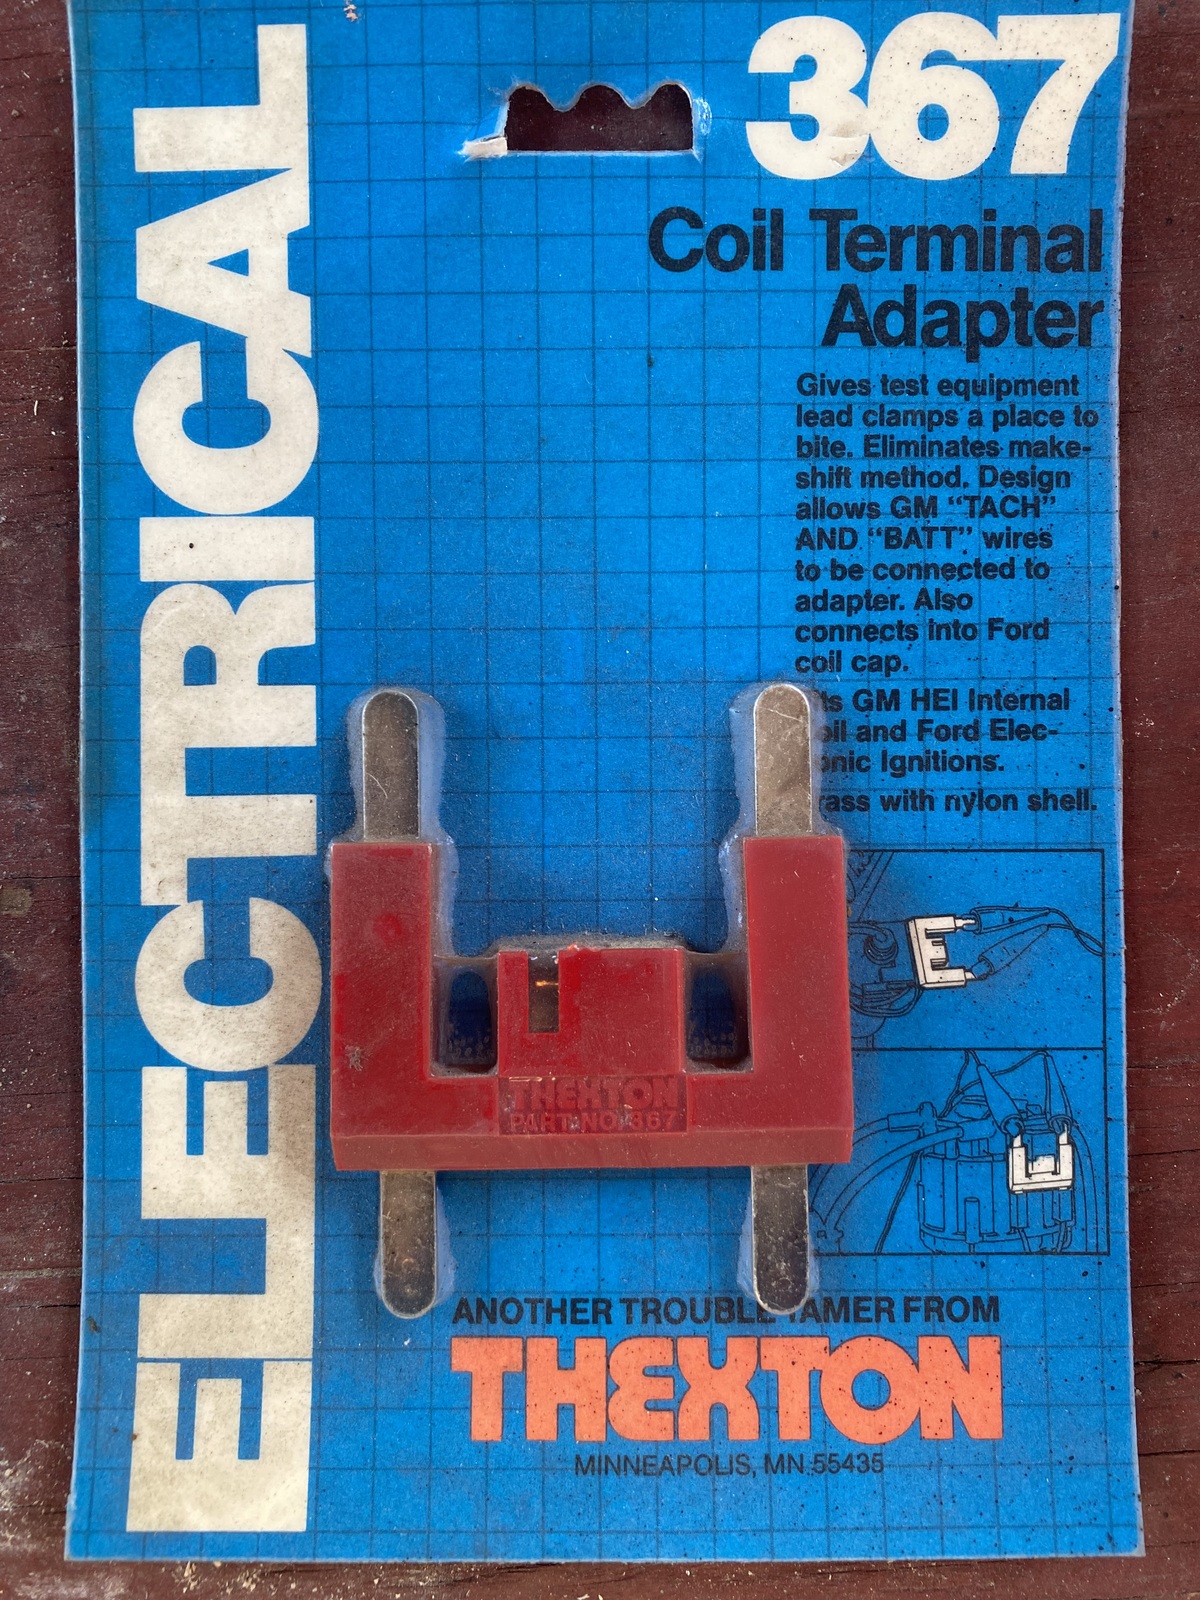 ELECTRICAL
367
Coil Terminal
Adapter
Gives test equipment
lead clamps a place to
bite. Eliminates make-
shift method. Design
allows GM “TACH”
AND “BATT” wires
to be connected to
adapter. Also
connects into Ford
coil cap.
GM HEI Internal
and Ford Elec-
Ignitions.
with nylon shell.
THEXTON
PART NO 367
ANOTHER TROUBLE TAMER FROM
THEXTON
MINNEAPOLIS, MN 55435